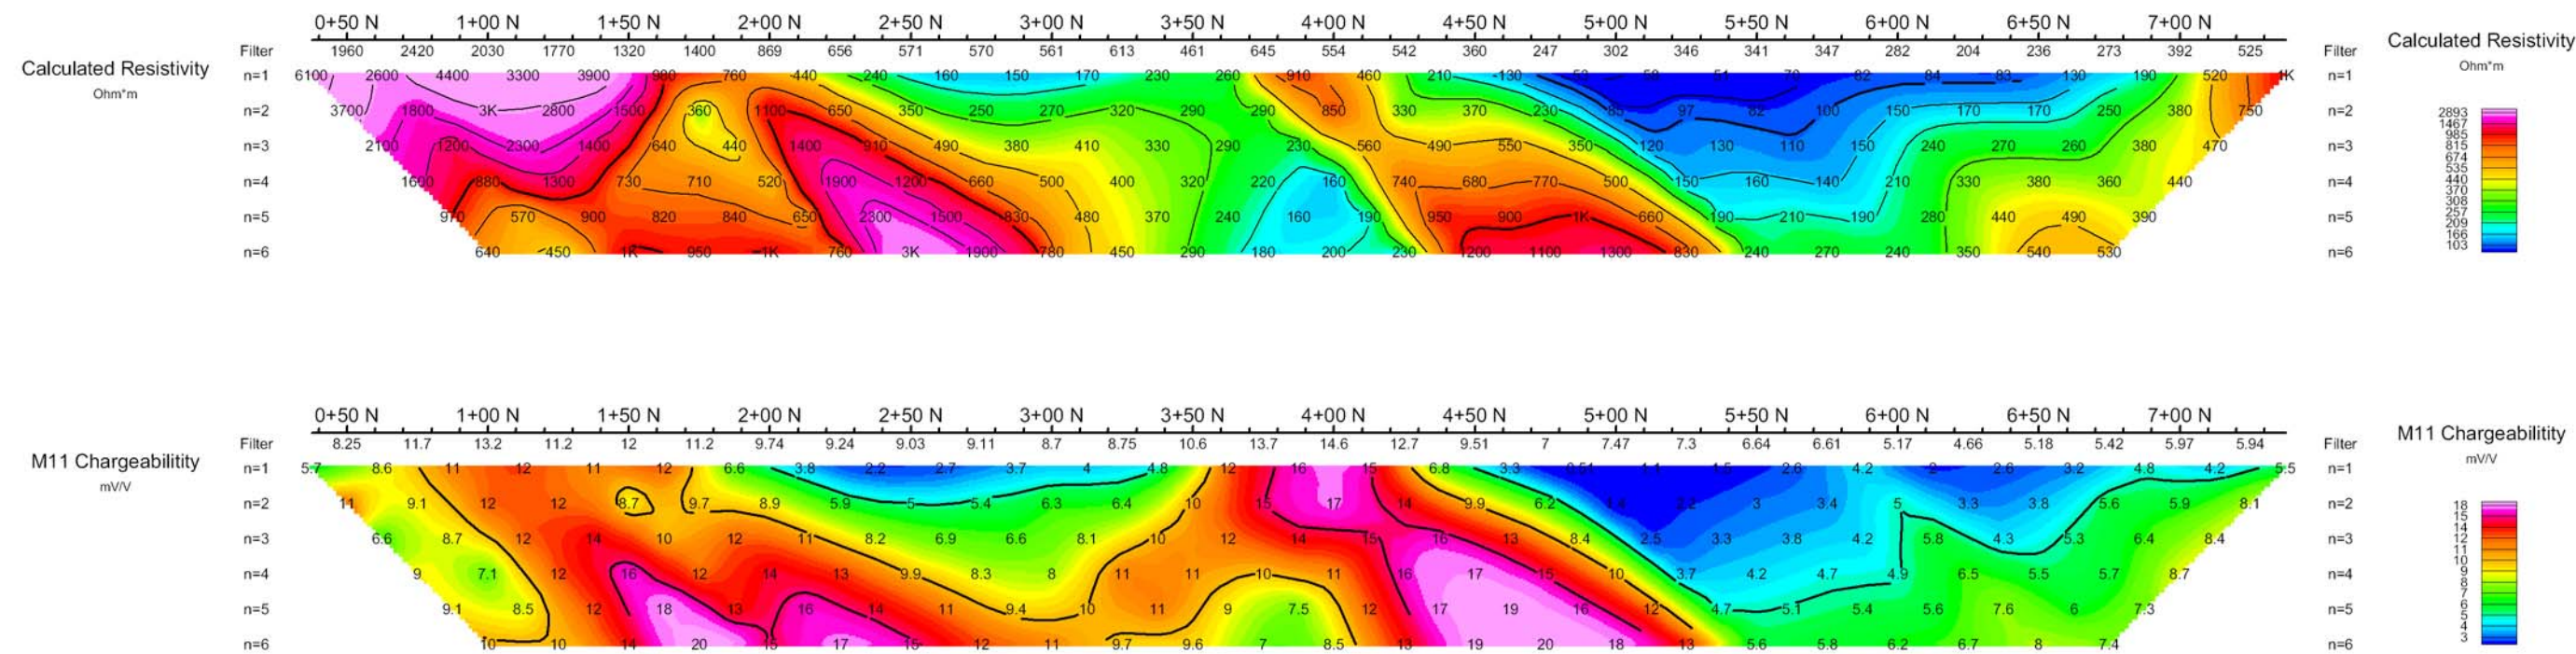 0+50 N 1+00 N 1+50 N 2+00 N 2+50 N 3+00 N 3+50 N 4+00 N 4+50 N 5+00 N 5+50 N 6+00 N 6+50 N 7+00 N
Filter 1960 2420 2030 1770 1320 1400 869 656 571 570 561 613 461 645 554 542 360 247 302 346 341 347 282 204 236 273 392 525 Filter
Calculated Resistivity
Ohm*m
Calculated Resistivity
Ohm*m
n=1 6100 2600 4400 3300 3900 980 760 440 240 160 150 170 230 260 910 460 210 130 58 51 82 84 83 130 190 520 1K n=1
n=2 3700 1800 3K 2800 1600 360 1100 650 350 250 270 320 290 290 850 330 370 230 97 82 100 150 170 170 250 380 750 n=2
n=3 2100 1200 2300 1400 640 440 1400 910 490 380 410 330 290 230 560 490 550 350 120 130 110 150 240 270 260 380 470 n=3
n=4 1600 880 1300 730 710 520 1900 1200 660 500 400 320 220 160 740 680 770 500 150 160 140 210 330 380 360 440 n=4
n=5 970 570 900 820 840 650 2300 1500 830 480 370 240 160 190 950 900 1K 660 190 210 190 280 440 490 390 n=5
n=6 640 450 1K 950 1K 760 3K 1900 780 450 290 180 200 230 1200 1100 1300 830 240 270 240 350 540 530 n=6
2893
1467
985
815
674
535
440
370
308
257
209
166
103
0+50 N 1+00 N 1+50 N 2+00 N 2+50 N 3+00 N 3+50 N 4+00 N 4+50 N 5+00 N 5+50 N 6+00 N 6+50 N 7+00 N
Filter 8.25 11.7 13.2 11.2 12 11.2 9.74 9.24 9.03 9.11 8.7 8.75 10.6 13.7 14.6 12.7 9.51 7 7.47 7.3 6.64 6.61 5.17 4.66 5.18 5.42 5.97 5.94 Filter
M11 Chargeabilitity
mV/V
M11 Chargeabilitity
mV/V
n=1 5.7 8.6 11 12 11 12 6.6 3.8 2.2 2.7 3.7 4 4.8 12 16 15 6.8 3.3 1.1 1.5 2.6 4.2 2.6 3.2 4.8 4.2 5.5 n=1
n=2 11 9.1 12 12 8.7 9.7 8.9 5.9 5 5.4 6.3 6.4 10 15 17 14 9.9 6.2 2.2 3 3.4 5 3.3 3.8 5.6 5.9 8.1 n=2
n=3 6.6 8.7 12 14 10 12 11 8.2 6.9 6.6 8.1 10 12 14 15 16 13 8.4 2.5 3.3 3.8 4.2 5.8 4.3 5.3 6.4 8.4 n=3
n=4 9 7.1 12 16 12 14 13 9.9 8.3 8 11 11 10 11 16 17 15 10 3.7 4.2 4.7 4.9 6.5 5.5 5.7 8.7 n=4
n=5 9.1 8.5 12 18 13 16 14 11 9.4 10 11 9 7.5 12 17 19 16 12 4.7 5.1 5.4 5.6 7.6 6 7.3 n=5
n=6 10 10 14 20 15 17 15 12 11 9.7 9.6 7 8.5 13 19 20 18 13 5.6 5.8 6.2 6.7 8 7.4 n=6
18
15
14
12
11
10
9
8
7
6
5
4
3